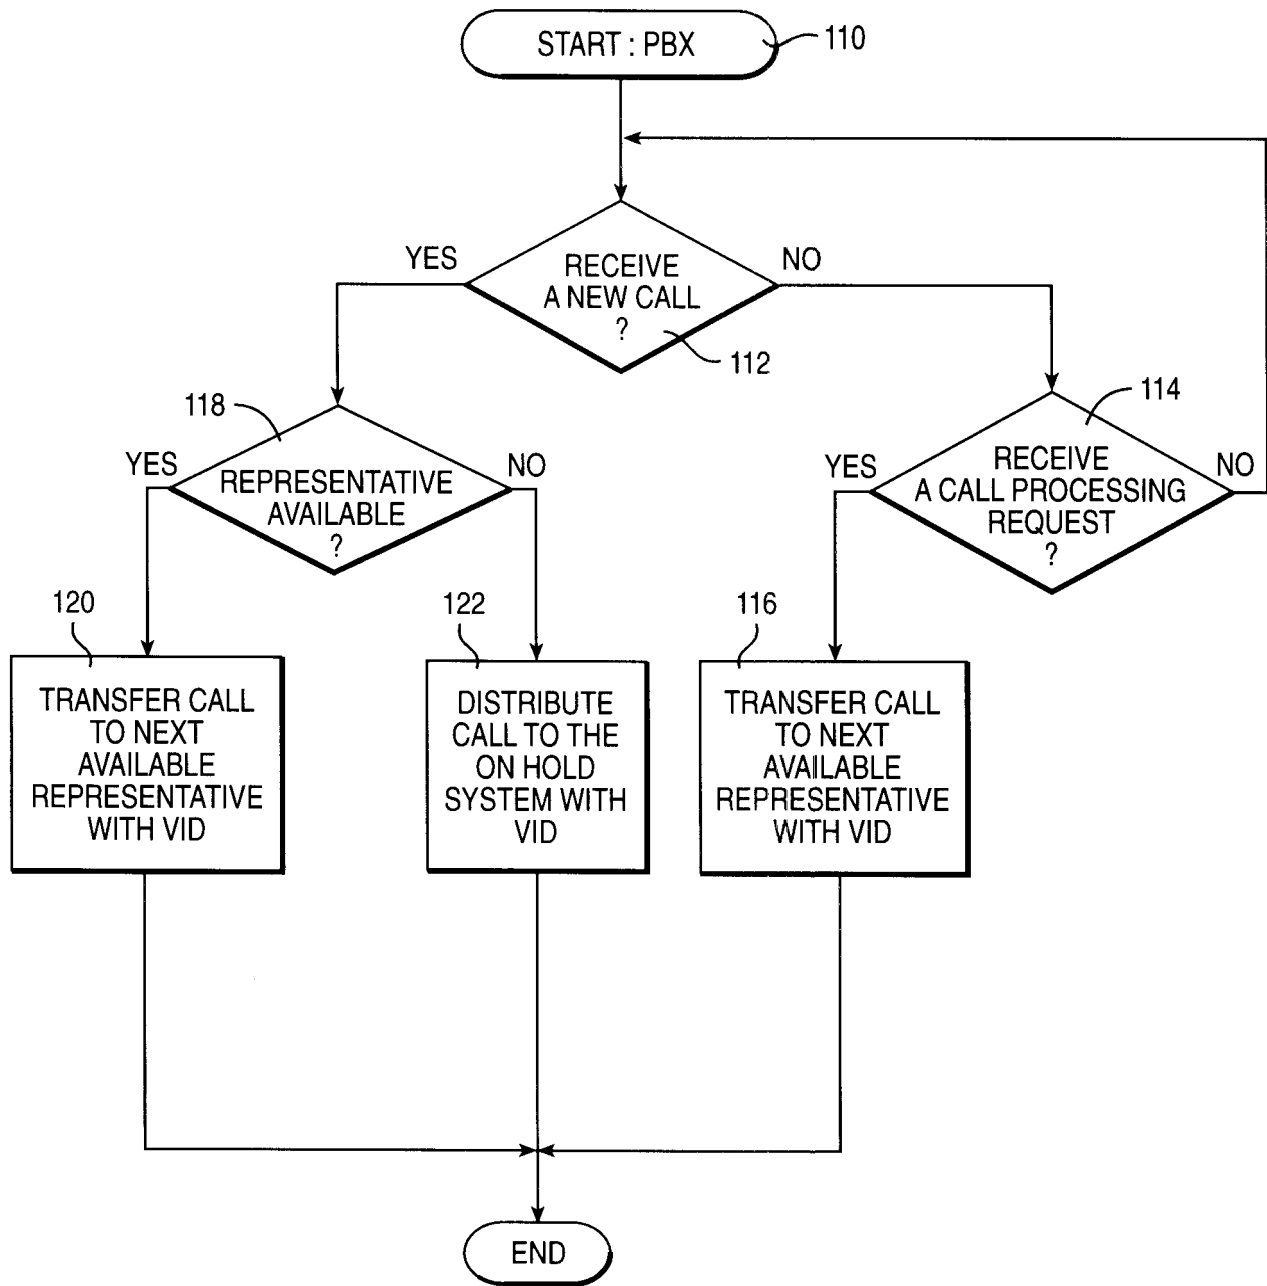 START : PBX
110
YES
RECEIVE
A NEW CALL
?
NO
112
118
YES
REPRESENTATIVE
AVAILABLE
?
NO
114
YES
RECEIVE
A CALL PROCESSING
REQUEST
?
NO
120
TRANSFER CALL
TO NEXT
AVAILABLE
REPRESENTATIVE
WITH VID
122
DISTRIBUTE
CALL TO THE
ON HOLD
SYSTEM WITH
VID
116
TRANSFER CALL
TO NEXT
AVAILABLE
REPRESENTATIVE
WITH VID
END